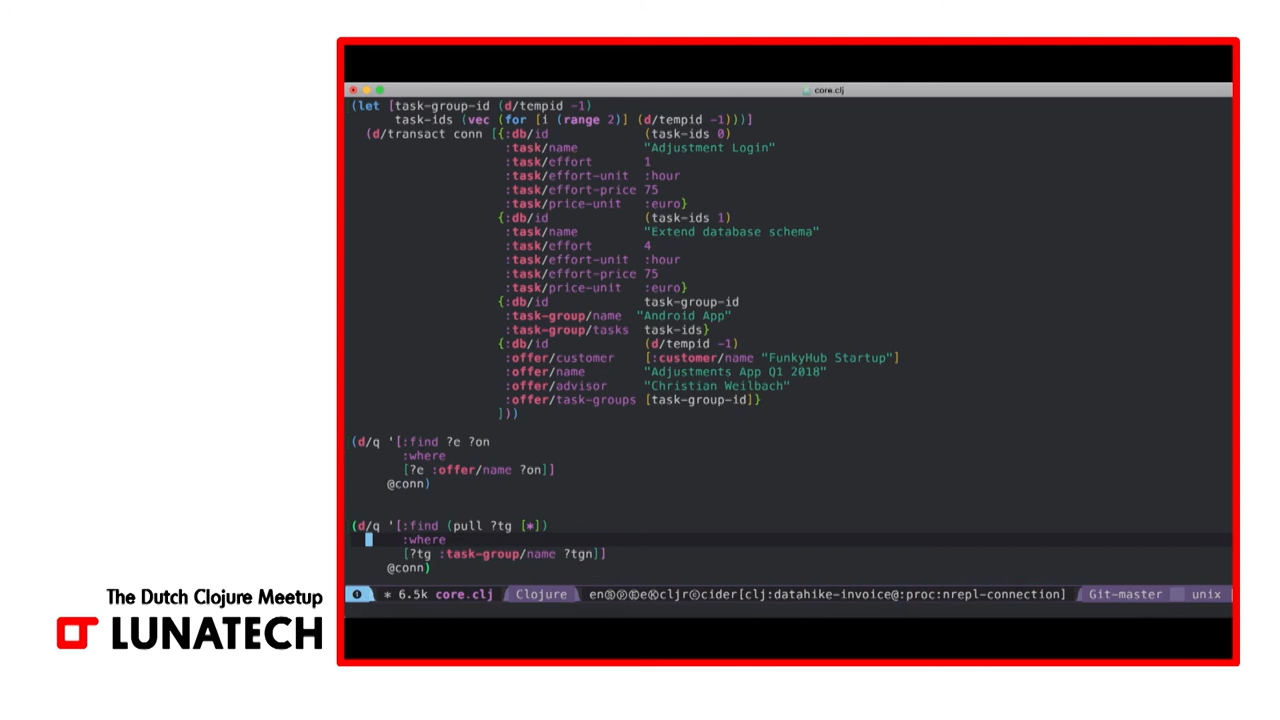 core.clj
(let [task-group-id (d/tempid -1)
task-ids (vec (for [i (range 2)] (d/tempid -1)))]
(d/transact conn [{:db/id (task-ids 0)
:task/name "Adjustment Login"
:task/effort 1
:task/effort-unit :hour
:task/effort-price 75
:task/price-unit :euro}
{:db/id (task-ids 1)
:task/name "Extend database schema"
:task/effort 4
:task/effort-unit :hour
:task/effort-price 75
:task/price-unit :euro}
{:db/id task-group-id
:task-group/name "Android App"
:task-group/tasks task-ids}
{:db/id (d/tempid -1)
:offer/customer [:customer/name "FunkyHub Startup"]
:offer/name "Adjustments App Q1 2018"
:offer/advisor "Christian Weilbach"
:offer/task-groups [task-group-id]}
]))
(d/q '[:find ?e ?on
:where
[?e :offer/name ?on]]
@conn)
(d/q '[:find (pull ?tg [*])
:where
[?tg :task-group/name ?tgn]]
@conn)
❶ * 6.5k core.clj Clojure enⓢⓟⒺeⓀcljrⓒcider[clj:datahike-invoice@:proc:nrepl-connection] Git-master unix
The Dutch Clojure Meetup
LUNATECH